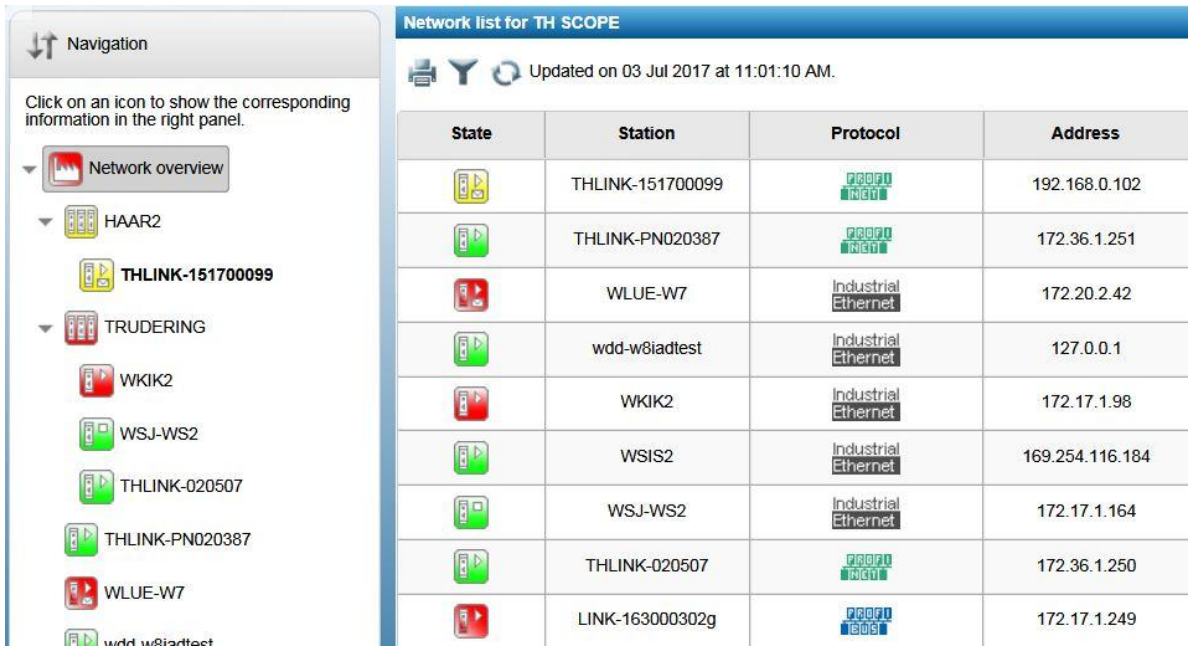 Navigation
Click on an icon to show the corresponding
information in the right panel.
Network overview
HAAR2
THLINK-151700099
TRUDERING
WKIK2
WSJ-WS2
THLINK-020507
THLINK-PN020387
WLUE-W7
wdd-w8iadtest
Network list for TH SCOPE
Updated on 03 Jul 2017 at 11:01:10 AM.
State Station Protocol Address
THLINK-151700099 PROFI NET 192.168.0.102
THLINK-PN020387 PROFI NET 172.36.1.251
WLUE-W7 Industrial Ethernet 172.20.2.42
wdd-w8iadtest Industrial Ethernet 127.0.0.1
WKIK2 Industrial Ethernet 172.17.1.98
WSIS2 Industrial Ethernet 169.254.116.184
WSJ-WS2 Industrial Ethernet 172.17.1.164
THLINK-020507 PROFI NET 172.36.1.250
LINK-163000302g PROFI BUS 172.17.1.249